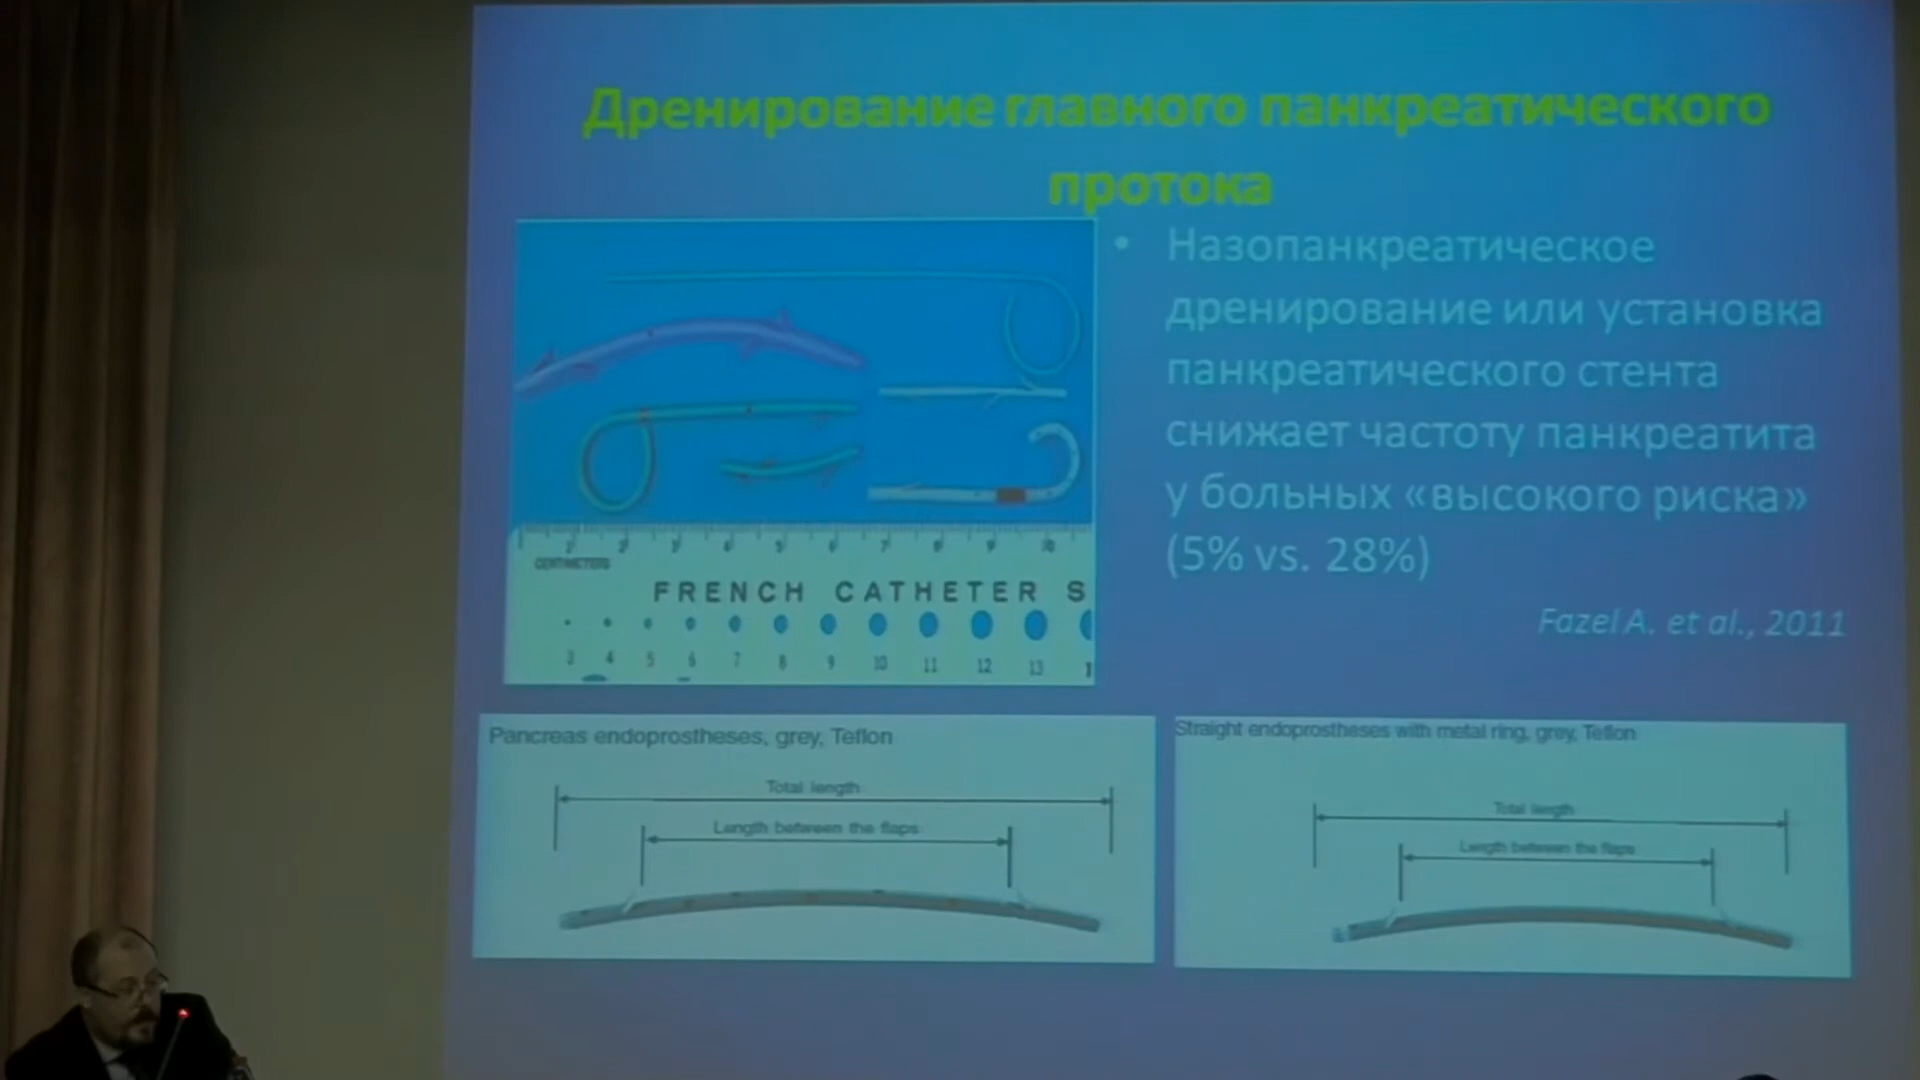 Дренирование главного панкреатического
протока
• Назопанкреатическое
дренирование или установка
панкреатического стента
снижает частоту панкреатита
у больных «высокого риска»
(5% vs. 28%)
Fazel A. et al., 2011
1 2 3 4 5 6 7 8 9 10
CENTIMETERS
FRENCH CATHETER S
3 4 5 6 7 8 9 10 11 12 13 1
Pancreas endoprostheses, grey, Teflon
Total length
Length between the flaps
Straight endoprostheses with metal ring, grey, Teflon
Total length
Length between the flaps